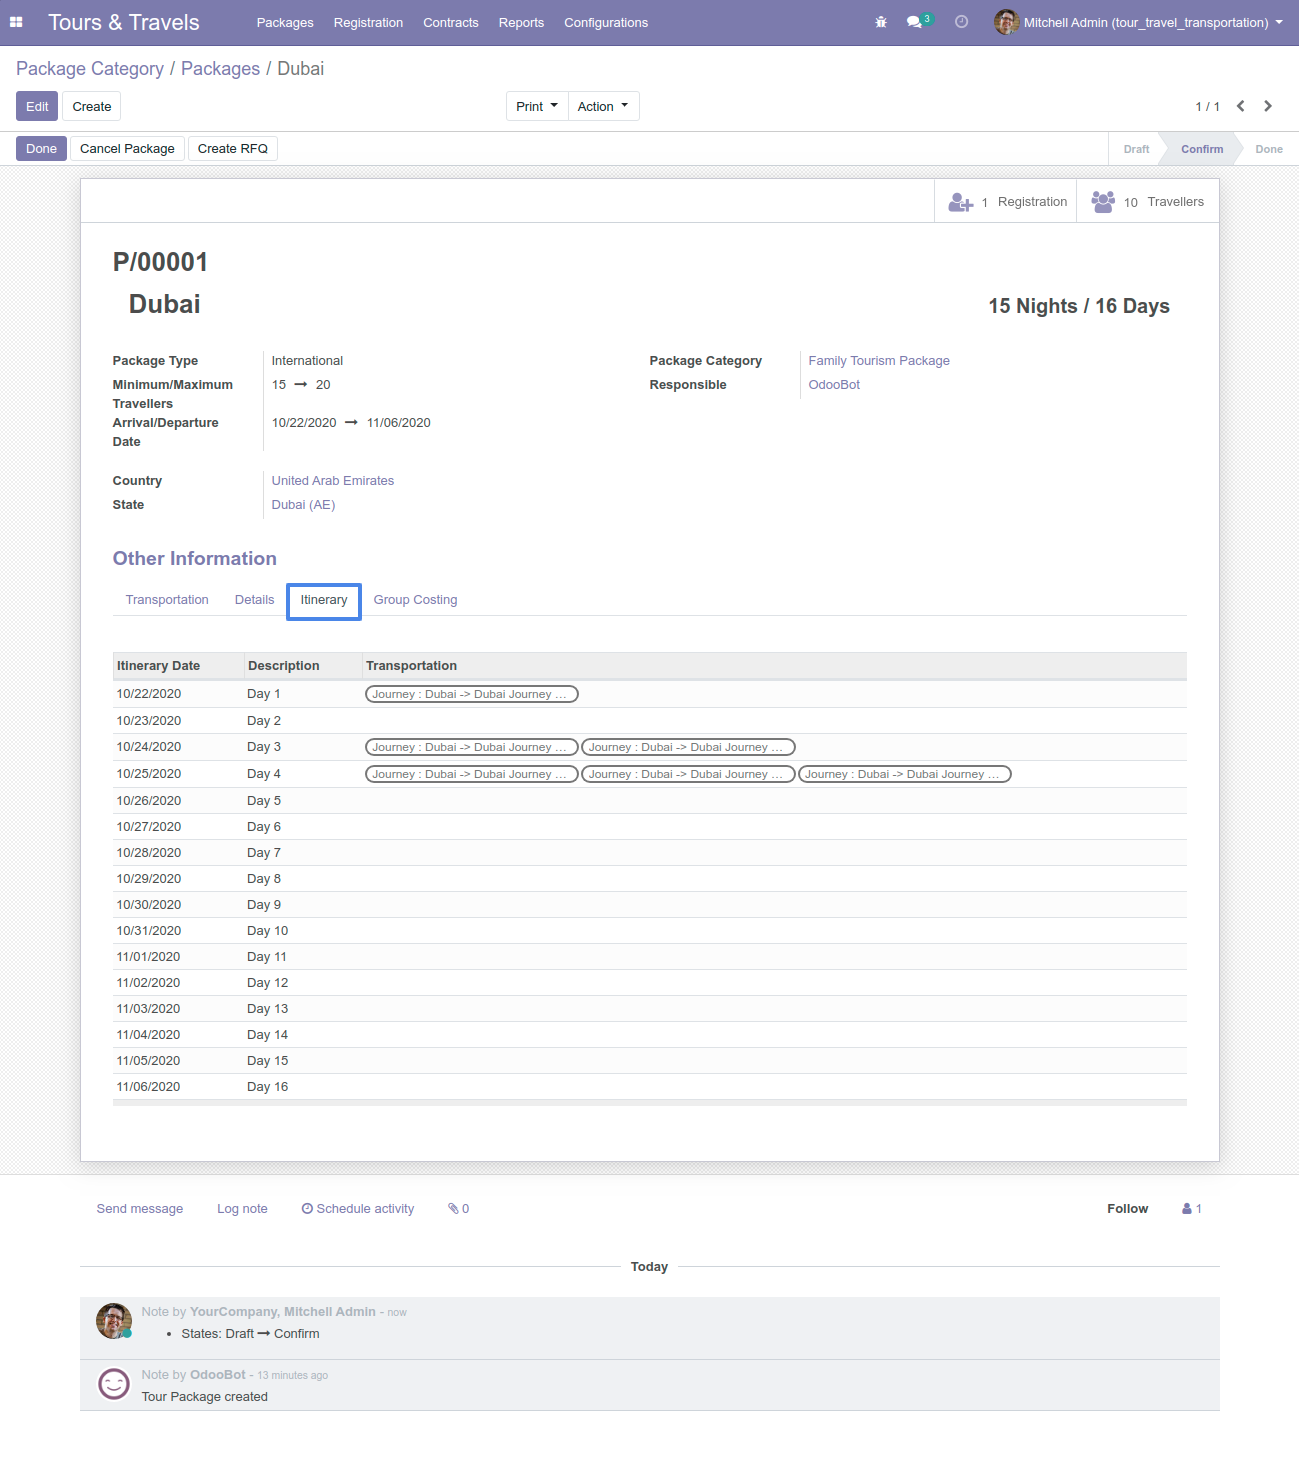 Tours & Travels Packages Registration Contracts Reports Configurations 3 Mitchell Admin (tour_travel_transportation)
Package Category / Packages / Dubai
Edit Create Print Action 1 / 1
Done Cancel Package Create RFQ Draft Confirm Done
1 Registration 10 Travellers
P/00001
Dubai 15 Nights / 16 Days
Package Type International Package Category Family Tourism Package
Minimum/Maximum Travellers 15 → 20 Responsible OdooBot
Arrival/Departure Date 10/22/2020 → 11/06/2020
Country United Arab Emirates
State Dubai (AE)
Other Information
Transportation Details Itinerary Group Costing
Itinerary Date Description Transportation
10/22/2020 Day 1 Journey : Dubai -> Dubai Journey ...
10/23/2020 Day 2
10/24/2020 Day 3 Journey : Dubai -> Dubai Journey ... Journey : Dubai -> Dubai Journey ...
10/25/2020 Day 4 Journey : Dubai -> Dubai Journey ... Journey : Dubai -> Dubai Journey ... Journey : Dubai -> Dubai Journey ...
10/26/2020 Day 5
10/27/2020 Day 6
10/28/2020 Day 7
10/29/2020 Day 8
10/30/2020 Day 9
10/31/2020 Day 10
11/01/2020 Day 11
11/02/2020 Day 12
11/03/2020 Day 13
11/04/2020 Day 14
11/05/2020 Day 15
11/06/2020 Day 16
Send message Log note Schedule activity 0 Follow 1
Today
Note by YourCompany, Mitchell Admin - now
• States: Draft → Confirm
Note by OdooBot - 13 minutes ago
Tour Package created